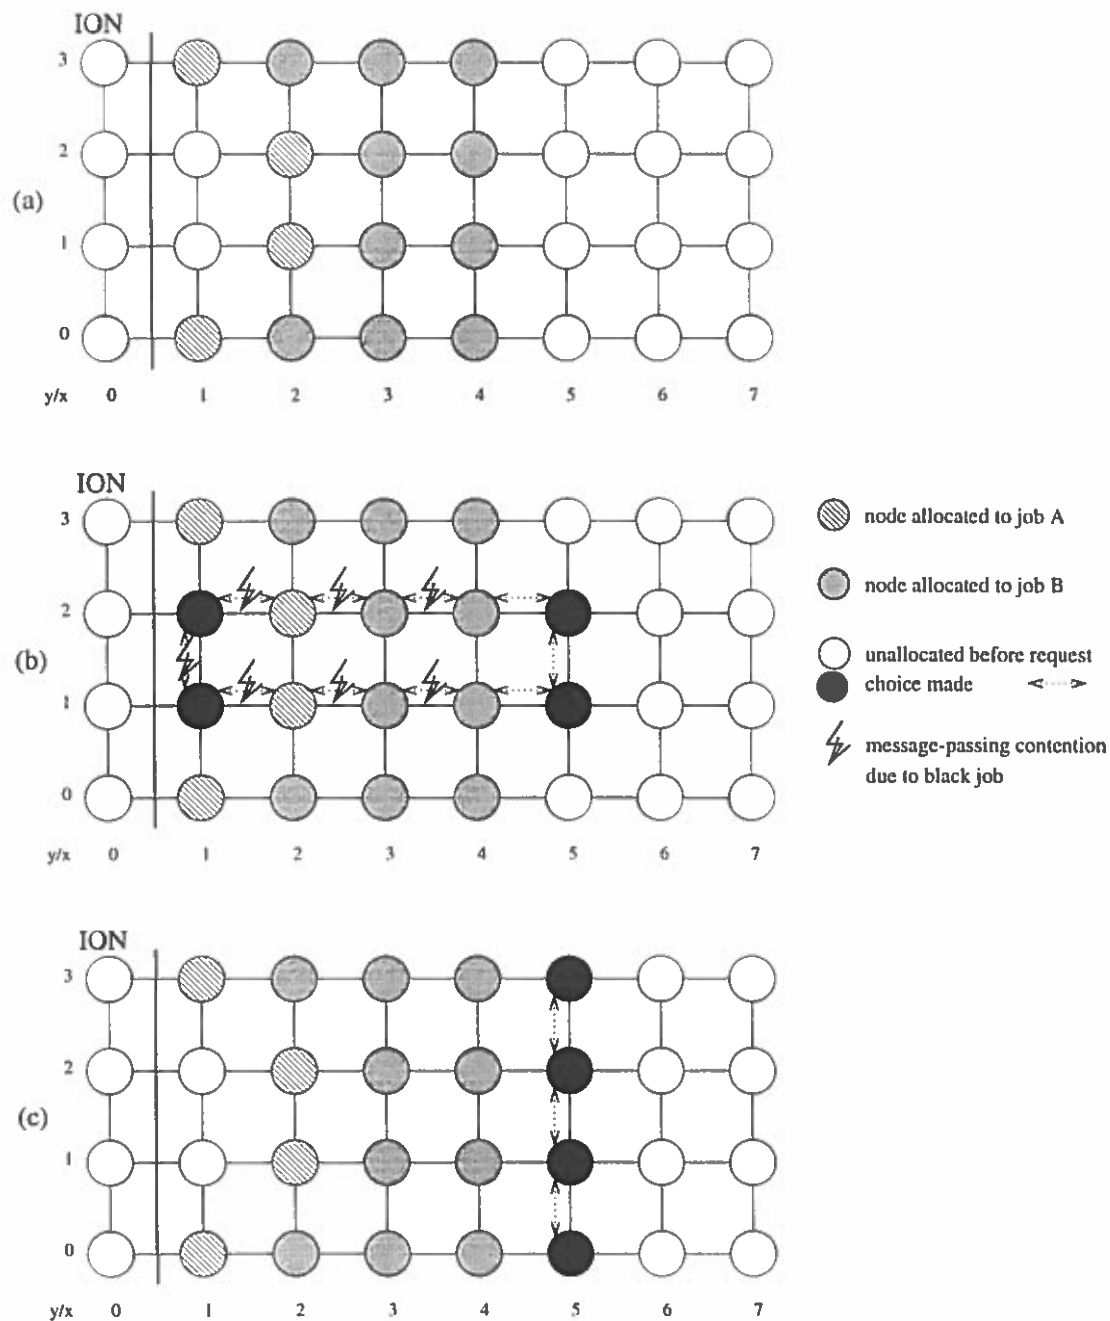 ION
3
2
(a)
1
0
y/x 0 1 2 3 4 5 6 7
ION
3
node allocated to job A
node allocated to job B
2
(b)
unallocated before request
choice made
1
message-passing contention
due to black job
0
y/x 0 1 2 3 4 5 6 7
ION
3
2
(c)
1
0
y/x 0 1 2 3 4 5 6 7